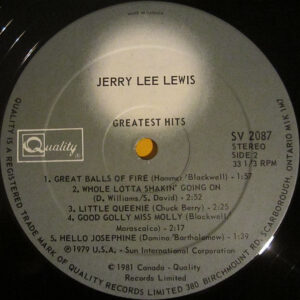 MADE IN CANADA
JERRY LEE LEWIS
GREATEST HITS
Quality
SV 2087
STEREO
SIDE 2
33 1/3 RPM
1. GREAT BALLS OF FIRE (Hammer/Blackwell) - 1:57
2. WHOLE LOTTA SHAKIN' GOING ON
(D. Williams/S. David) - 2:52
3. LITTLE QUEENIE (Chuck Berry) - 2:25
4. GOOD GOLLY MISS MOLLY (Blackwell/
Marascalco) - 2:17
5. HELLO JOSEPHINE (Domino/Bartholomew) - 1:39
℗ 1979 U.S.A. - Sun International Corporation
© 1981 Canada - Quality
Records Limited
QUALITY IS A REGISTERED TRADE MARK OF QUALITY RECORDS LIMITED 380 BIRCHMOUNT RD. SCARBOROUGH, ONTARIO M1K 1M7